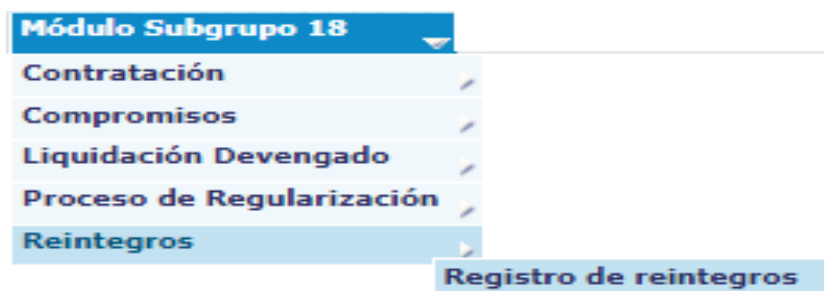 Módulo Subgrupo 18
Contratación
Compromisos
Liquidación Devengado
Proceso de Regularización
Reintegros
Registro de reintegros